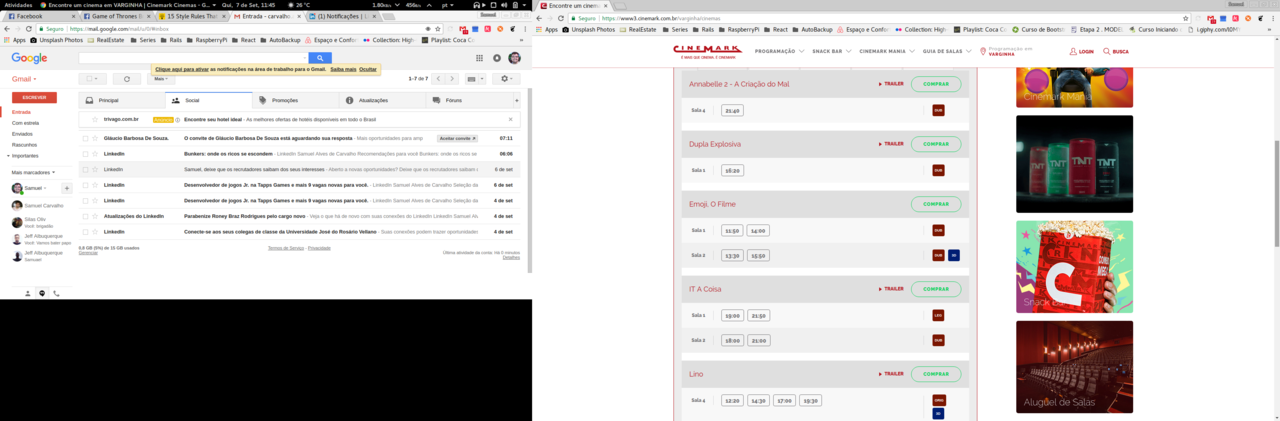 Atividades
Encontre um cinema em VARGINHA | Cinemark Cinemas - G...
Qui, 7 de Set, 11:45
26 °C
pt
Facebook
Game of Thrones
15 Style Rules Tha
Entrada - carvalho
(1) Notificações | L
Seguro
https://mail.google.com/mail/u/0/#inbox
Apps
Unsplash Photos
RealEstate
Series
Rails
RaspberryPi
React
AutoBackup
Espaço e Confor
Collection: High
Playlist: Coca C
Google
Clique aqui para ativar as notificações na área de trabalho para o Gmail. Saiba mais Ocultar
Gmail
Mais
1–7 de 7
ESCREVER
Principal
Social
Promoções
Atualizações
Fóruns
+
Entrada
Com estrela
Enviados
Rascunhos
Importantes
Mais marcadores
Samuel
Samuel Carvalho
Silas Oliv
Jeff Albuquerque
Você: Vamos bater papo
Jeff Albuquerque
Samuel
trivago.com.br
Encontre seu hotel ideal - As melhores ofertas de hotéis disponíveis em todo o Brasil
Gláucio Barbosa De Souza.
O convite de Gláucio Barbosa De Souza está aguardando sua resposta - Mais oportunidades para amp
Aceitar convite
07:11
LinkedIn
Bunkers: onde os ricos se escondem - LinkedIn Samuel Alves de Carvalho Recomendações para você Bunkers: onde os ricos se
06:06
LinkedIn
Samuel, deixe que os recrutadores saibam dos seus interesses - Aberto a novas oportunidades? Deixe que os recrutadores saibam
6 de set
LinkedIn
Desenvolvedor de jogos Jr. na Tapps Games e mais 9 vagas novas para você. - LinkedIn Samuel Alves de Carvalho Seleção da
5 de set
LinkedIn
Desenvolvedor de jogos Jr. na Tapps Games e mais 6 vagas novas para você. - LinkedIn Samuel Alves de Carvalho Seleção da
4 de set
Atualizações do LinkedIn
Parabenize Roney Braz Rodrigues pelo cargo novo - Veja o que há de novo com suas conexões do LinkedIn LinkedIn Samuel Alv
4 de set
LinkedIn
Conecte-se aos seus colegas de classe da Universidade José do Rosário Vellano - Suas conexões podem trazer oportunidades
4 de set
0,8 GB (5%) de 15 GB usados
Gerenciar
Termos de Serviço - Privacidade
Última atividade da conta: Há 0 minutos
Detalhes
Encontre um cinema
Seguro
https://www3.cinemark.com.br/varginha/cinemas
Apps
Unsplash Photos
RealEstate
Series
Rails
RaspberryPi
React
AutoBackup
Espaço e Confor
Collection: High
Playlist: Coca C
Curso de Bootst
Etapa 2 . MODEL
Curso Iniciando
CINEMARK
É MAIS QUE CINEMA. É CINEMARK.
PROGRAMAÇÃO
SNACK BAR
CINEMARK MANIA
GUIA DE SALAS
Programação em
VARGINHA
LOGIN
BUSCA
Annabelle 2 - A Criação do Mal
TRAILER
COMPRAR
Sala 4
21:40
DUB
Dupla Explosiva
TRAILER
COMPRAR
Sala 1
16:20
DUB
Emoji, O Filme
TRAILER
COMPRAR
Sala 1
11:50
14:00
DUB
Sala 2
13:30
15:50
DUB
3D
IT A Coisa
TRAILER
COMPRAR
Sala 1
19:00
21:50
LEG
Sala 2
18:00
21:00
DUB
Lino
TRAILER
COMPRAR
Sala 4
12:20
14:30
17:00
19:30
3D
Cinemark Mania
TNT
TNT
TNT
TNT
Snack Bar
Aluguel de Salas